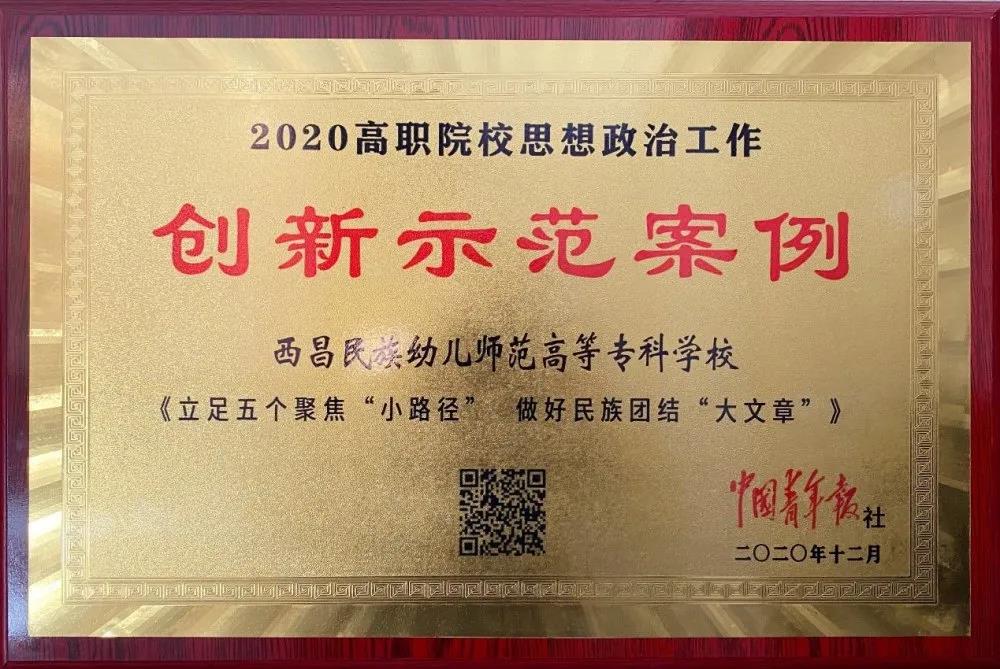 2020高职院校思想政治工作
创新示范案例
西昌民族幼儿师范高等专科学校
《立足五个聚焦“小路径” 做好民族团结“大文章”》
中国青年报社
二〇二〇年十二月